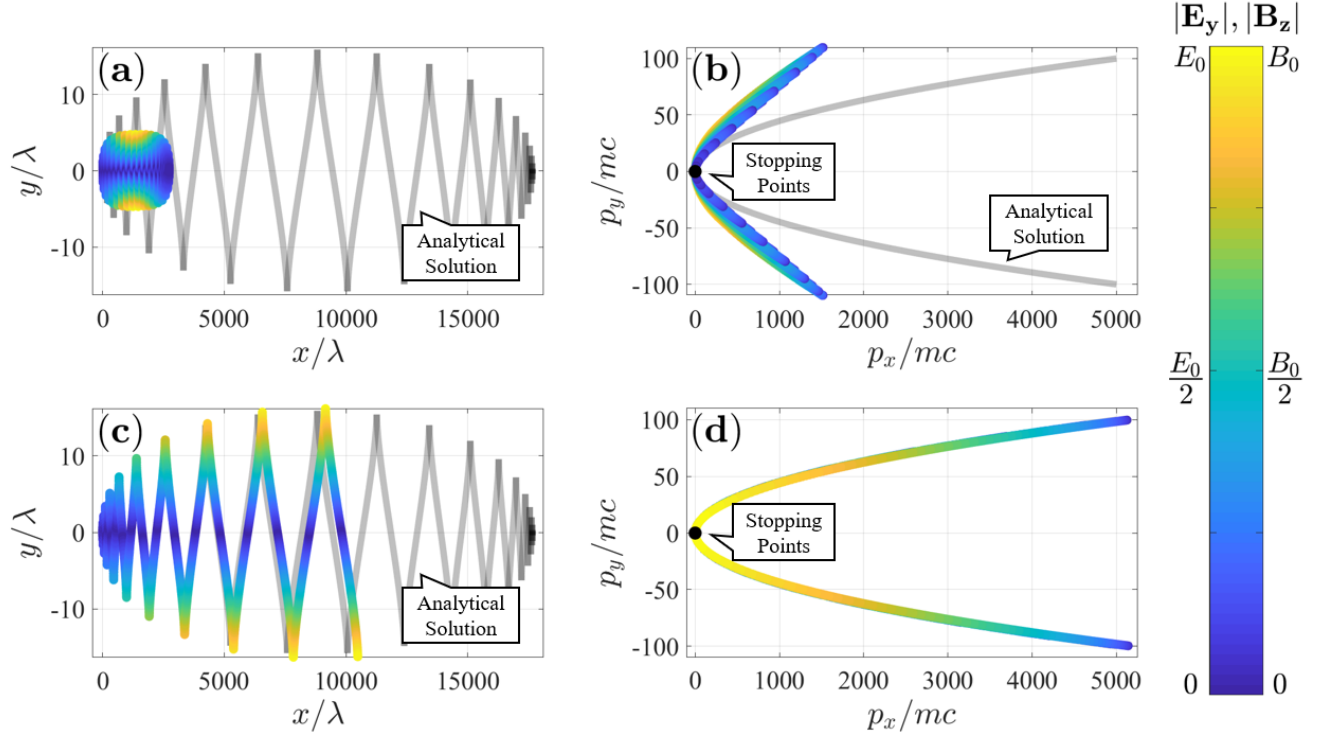 (a)
10
0
-10
y/λ
0
5000
10000
15000
x/λ
Analytical
Solution
(b)
100
50
0
-50
-100
p_y/mc
0
1000
2000
3000
4000
5000
p_x/mc
Stopping
Points
Analytical
Solution
|E_y|, |B_z|
E_0
B_0
E_0/2
B_0/2
0
0
(c)
10
0
-10
y/λ
0
5000
10000
15000
x/λ
Analytical
Solution
(d)
100
50
0
-50
-100
p_y/mc
0
1000
2000
3000
4000
5000
p_x/mc
Stopping
Points